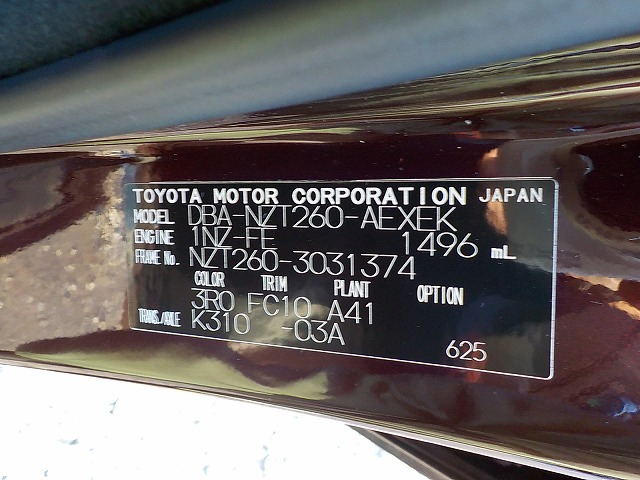 TOYOTA MOTOR CORPORATION JAPAN
MODEL DBA-NZT260-AEXEK
ENGINE 1NZ-FE 1496 mL
FRAME No. NZT260-3031374
COLOR TRIM PLANT OPTION
3R0 FC10 A41
TRANS./AXLE K310 -03A
625